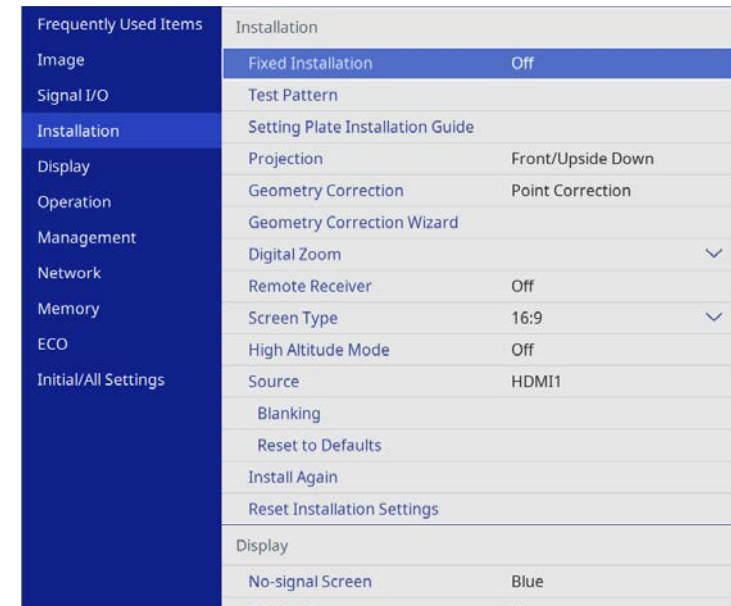 Frequently Used Items
Image
Signal I/O
Installation
Display
Operation
Management
Network
Memory
ECO
Initial/All Settings
Installation
Fixed Installation Off
Test Pattern
Setting Plate Installation Guide
Projection Front/Upside Down
Geometry Correction Point Correction
Geometry Correction Wizard
Digital Zoom
Remote Receiver Off
Screen Type 16:9
High Altitude Mode Off
Source HDMI1
Blanking
Reset to Defaults
Install Again
Reset Installation Settings
Display
No-signal Screen Blue